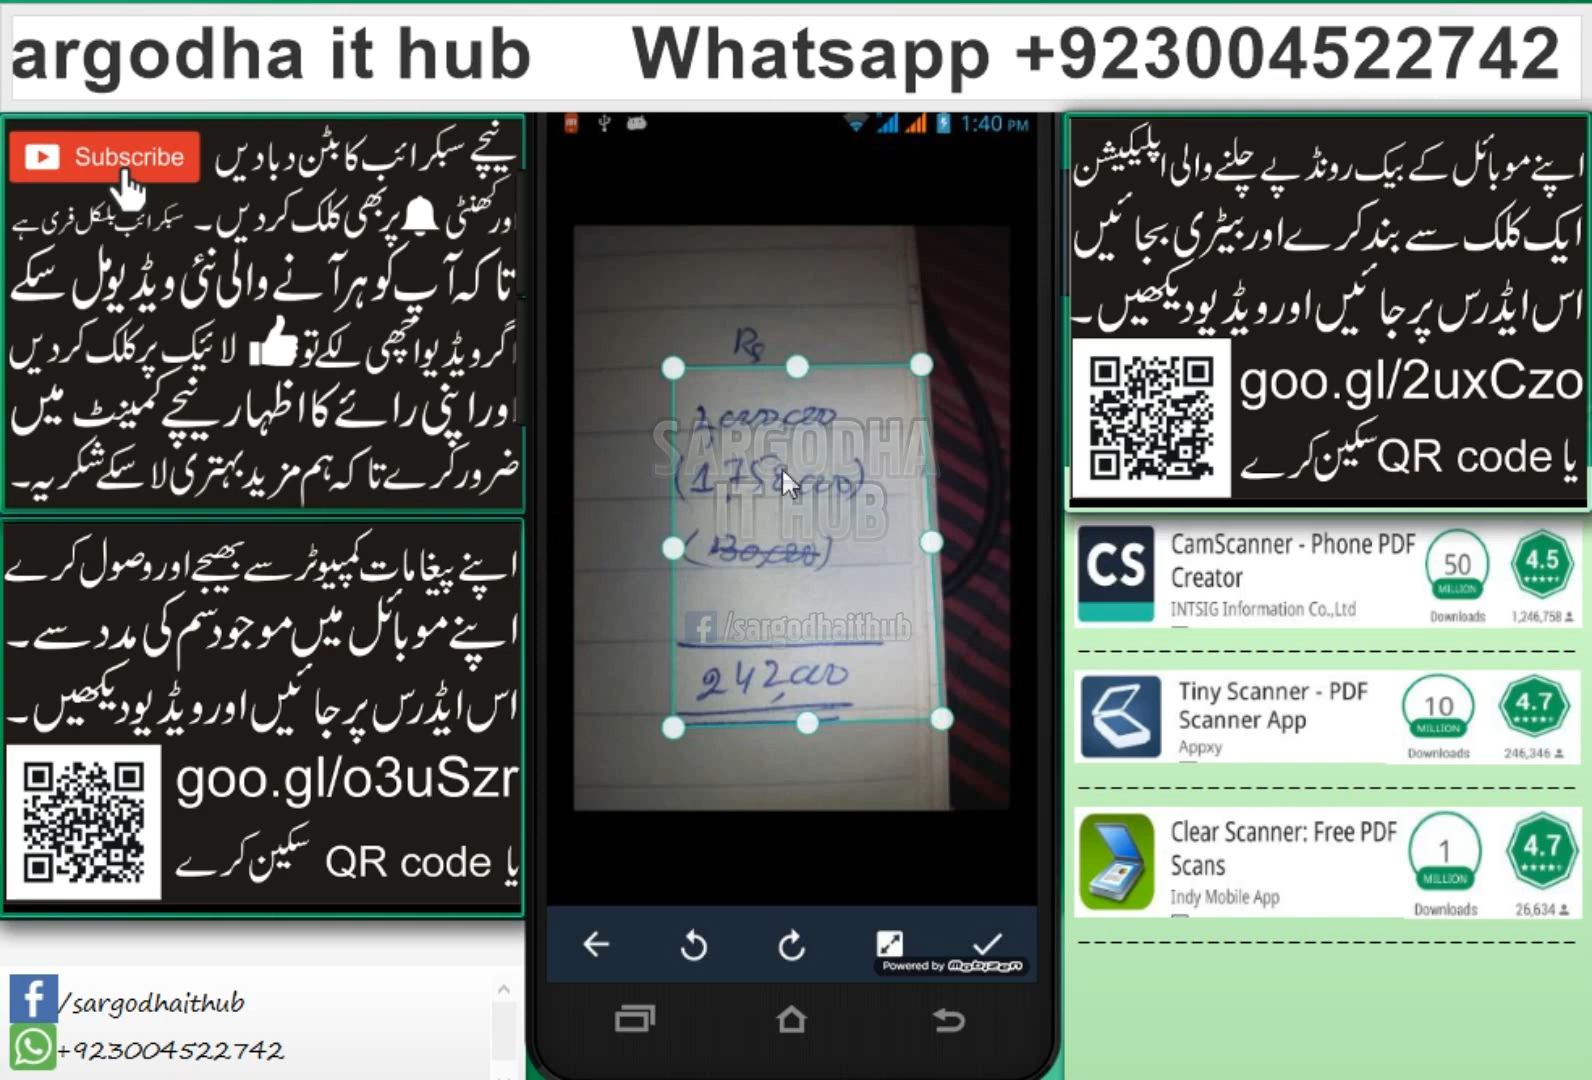 argodha it hub Whatsapp +923004522742
Subscribe نیچے سبکرائب کا بٹن دبا دیں
اور گھنٹی پر بھی کلک کر دیں۔ سبکرائب بلکل فری ہے
تا کہ آپ کو ہر آنے والی نئی ویڈیو مل سکے
اگر ویڈیو اچھی لگے تو لائیک پر کلک کر دیں
اور اپنی رائے کا اظہار نیچے کمینٹ میں
ضرور کرے تا کہ ہم مزید بہتری لا سکے شکریہ۔
اپنے پیغامات کمپیوٹر سے بھیجے اور وصول کرے
اپنے موبائل میں موجود سم کی مدد سے۔
اس ایڈرس پر جائیں اور ویڈیو دیکھیں۔
goo.gl/o3uSzr
یا QR code سکین کرے
/sargodhaithub
+923004522742
1:40 PM
Rs
SARGODHA
IT HUB
/sargodhaithub
242,000
Powered by Mobizen
اپنے موبائل کے بیک رونڈ پے چلنے والی اپلیکیشن
ایک کلک سے بند کرے اور بیٹری بچائیں
اس ایڈرس پر جائیں اور ویڈیو دیکھیں۔
goo.gl/2uxCzo
یا QR code سکین کرے
CS
CamScanner - Phone PDF
Creator
INTSIG Information Co.,Ltd
50
MILLION
Downloads
4.5
1,246,758
Tiny Scanner - PDF
Scanner App
Appxy
10
MILLION
Downloads
4.7
246,346
Clear Scanner: Free PDF
Scans
Indy Mobile App
1
MILLION
Downloads
4.7
26,634